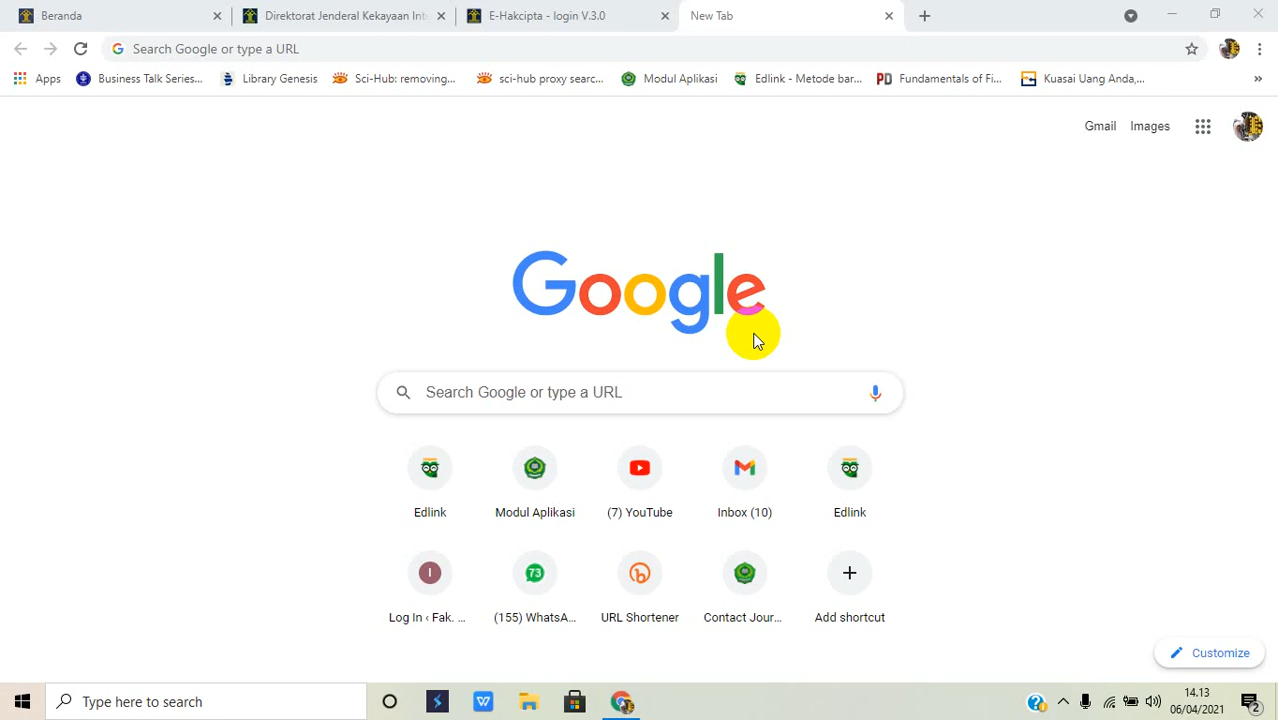 Beranda
Direktorat Jenderal Kekayaan Int
E-Hakcipta - login V.3.0
New Tab
Search Google or type a URL
Apps
Business Talk Series...
Library Genesis
Sci-Hub: removing...
sci-hub proxy searc...
Modul Aplikasi
Edlink - Metode bar...
PD Fundamentals of Fi...
Kuasai Uang Anda,...
Gmail
Images
Google
Search Google or type a URL
Edlink
Modul Aplikasi
(7) YouTube
Inbox (10)
Edlink
I
73
Log In ‹ Fak. ...
(155) WhatsA...
URL Shortener
Contact Jour...
Add shortcut
Customize
Type here to search
14.13
06/04/2021
2